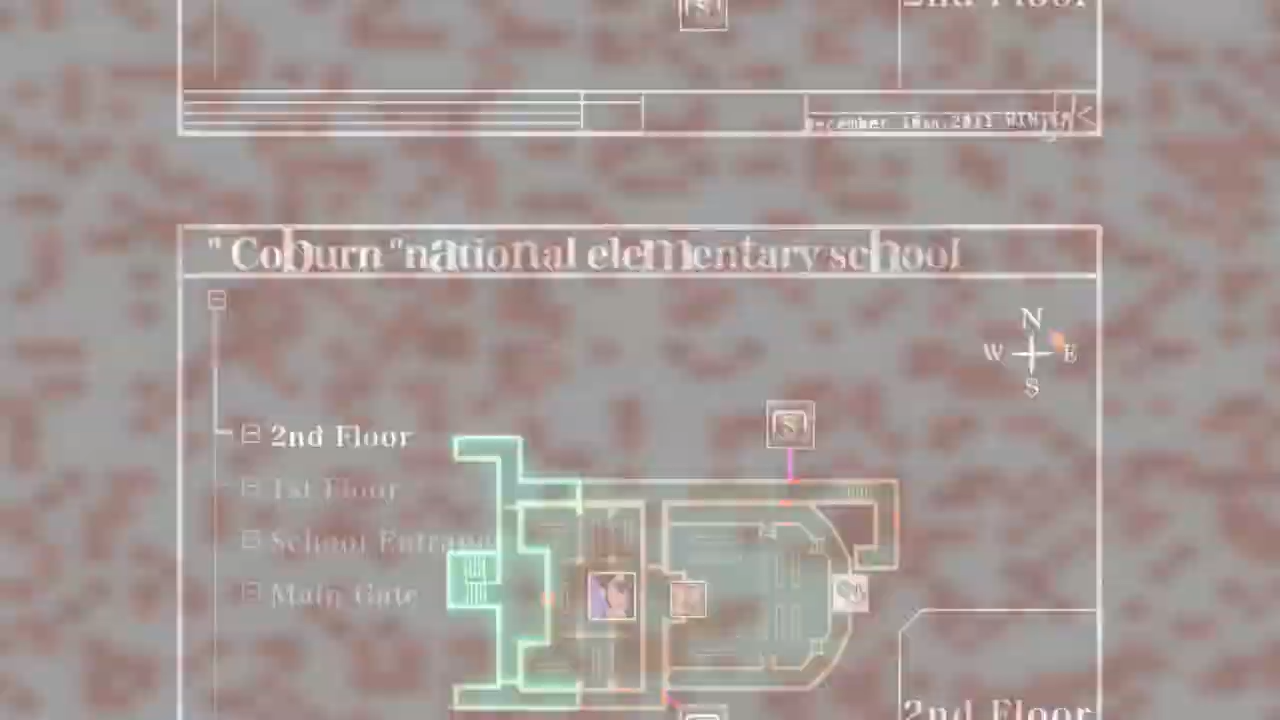 2nd Floor
" Coburn "national elementary school
N
W E
S
S
2nd Floor
1st Floor
School Entrance
Main Gate
2nd Floor